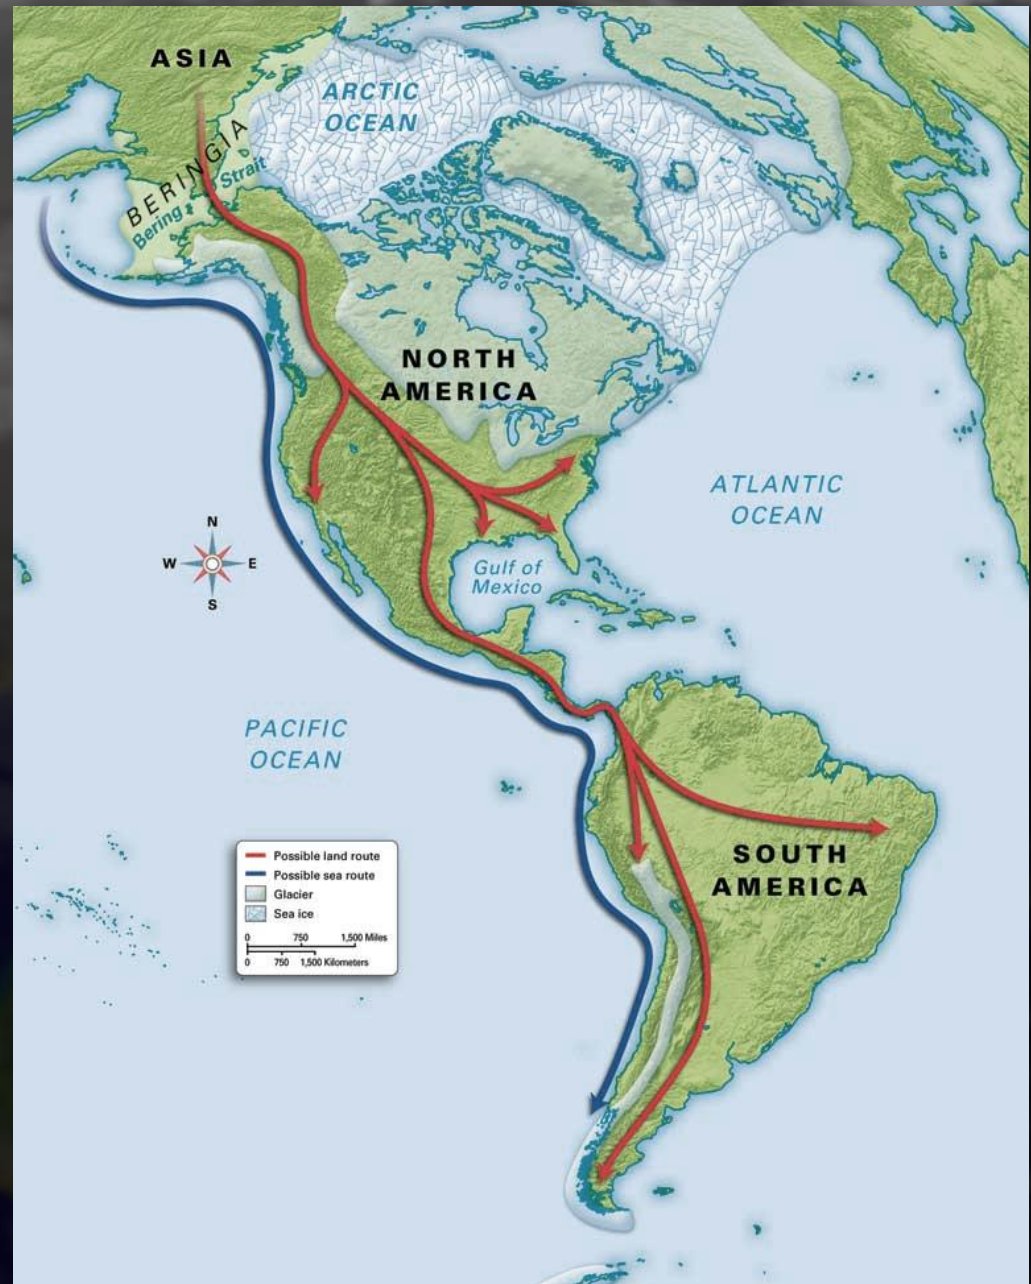 ASIA
ARCTIC
OCEAN
BERINGIA
Bering Strait
NORTH
AMERICA
ATLANTIC
OCEAN
N
W E
S
Gulf of
Mexico
PACIFIC
OCEAN
SOUTH
AMERICA
Possible land route
Possible sea route
Glacier
Sea ice
0 750 1,500 Miles
0 750 1,500 Kilometers